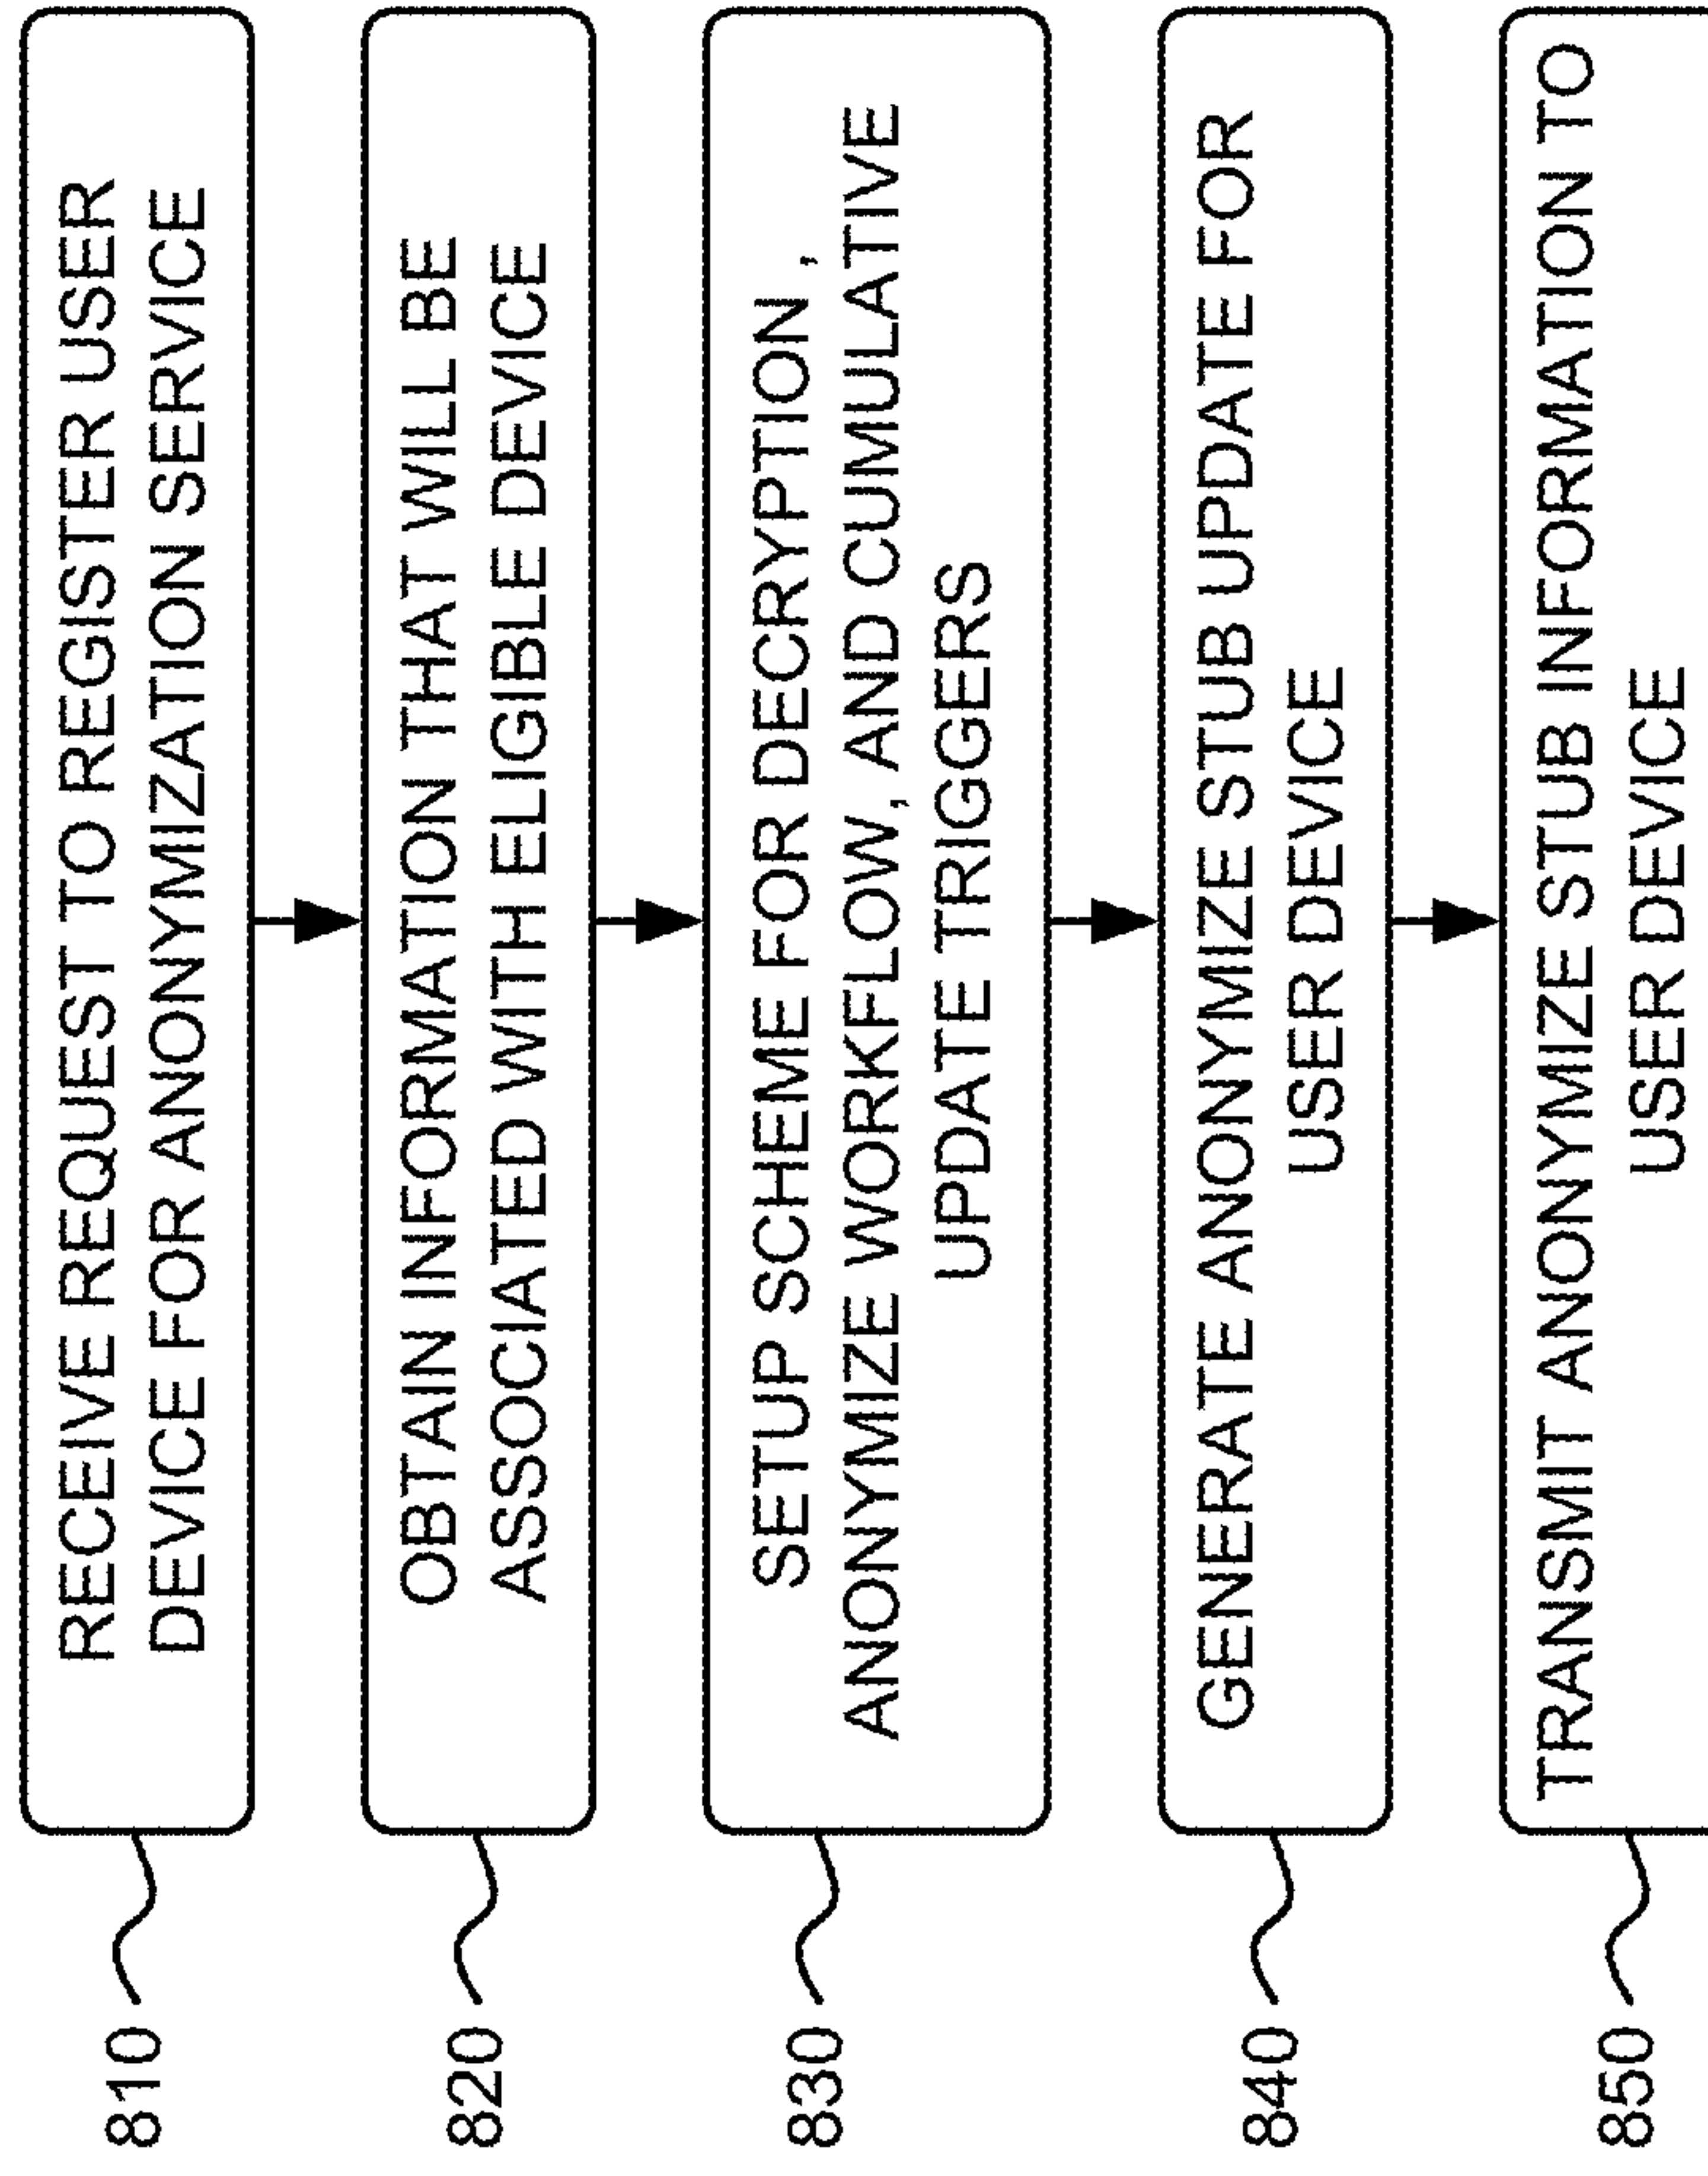 810
RECEIVE REQUEST TO REGISTER USER
DEVICE FOR ANONYMIZATION SERVICE
820
OBTAIN INFORMATION THAT WILL BE
ASSOCIATED WITH ELIGIBLE DEVICE
830
SETUP SCHEME FOR DECRYPTION ,
ANONYMIZE WORKFLOW, AND CUMULATIVE
UPDATE TRIGGERS
840
GENERATE ANONYMIZE STUB UPDATE FOR
USER DEVICE
850
TRANSMIT ANONYMIZE STUB INFORMATION TO
USER DEVICE